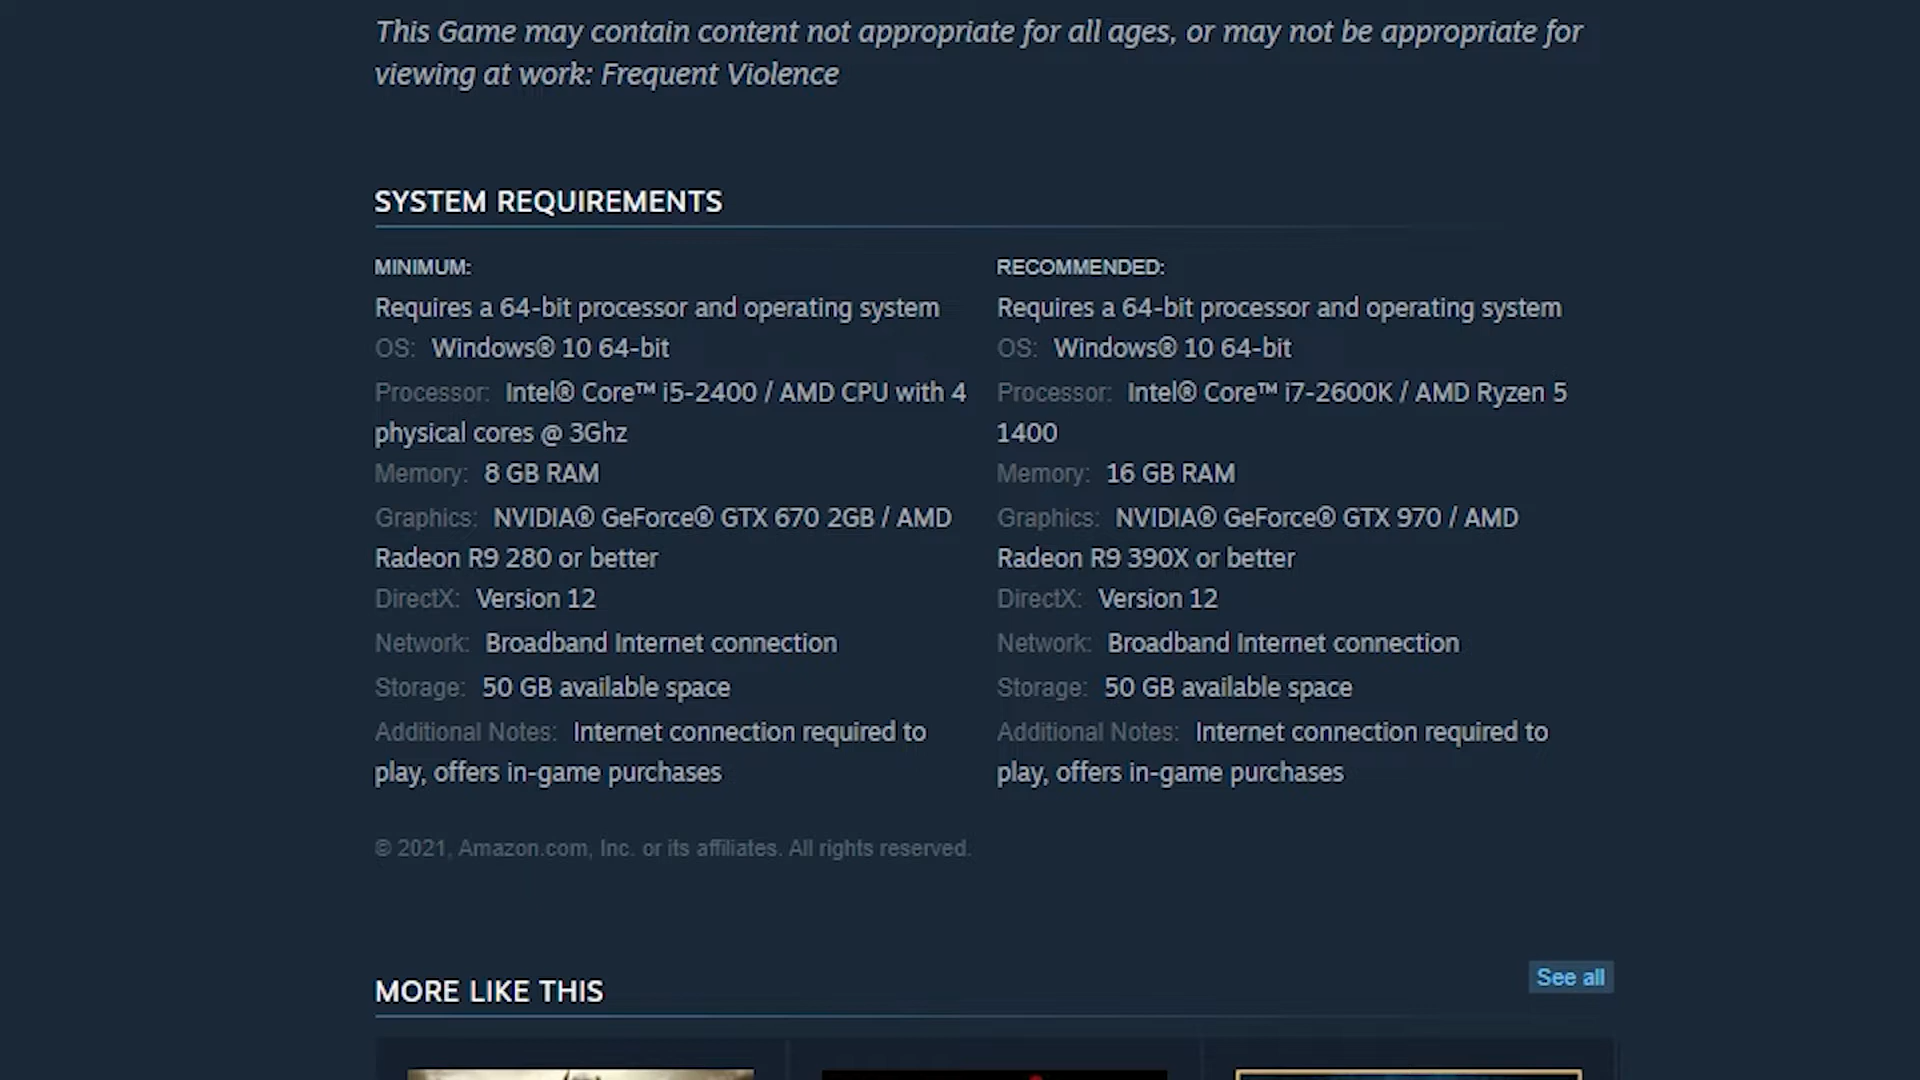 This Game may contain content not appropriate for all ages, or may not be appropriate for
viewing at work: Frequent Violence
SYSTEM REQUIREMENTS
MINIMUM:
Requires a 64-bit processor and operating system
OS: Windows® 10 64-bit
Processor: Intel® Core™ i5-2400 / AMD CPU with 4
physical cores @ 3Ghz
Memory: 8 GB RAM
Graphics: NVIDIA® GeForce® GTX 670 2GB / AMD
Radeon R9 280 or better
DirectX: Version 12
Network: Broadband Internet connection
Storage: 50 GB available space
Additional Notes: Internet connection required to
play, offers in-game purchases
RECOMMENDED:
Requires a 64-bit processor and operating system
OS: Windows® 10 64-bit
Processor: Intel® Core™ i7-2600K / AMD Ryzen 5
1400
Memory: 16 GB RAM
Graphics: NVIDIA® GeForce® GTX 970 / AMD
Radeon R9 390X or better
DirectX: Version 12
Network: Broadband Internet connection
Storage: 50 GB available space
Additional Notes: Internet connection required to
play, offers in-game purchases
© 2021, Amazon.com, Inc. or its affiliates. All rights reserved.
MORE LIKE THIS
See all